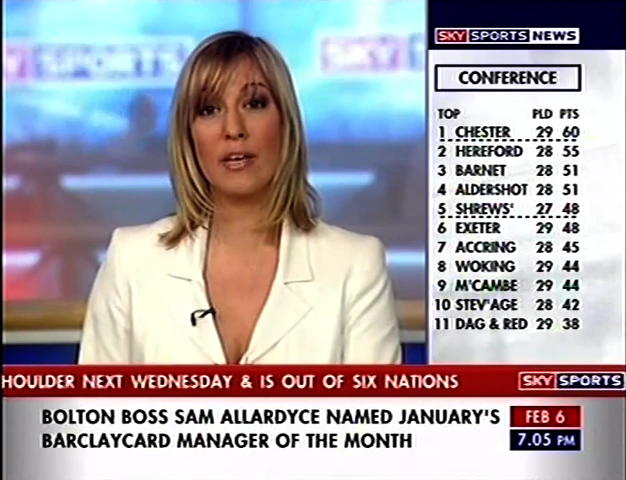 SPORTS
SKY SPORTS
SKY SPORTS NEWS
CONFERENCE
TOP PLD PTS
1 CHESTER 29 60
2 HEREFORD 28 55
3 BARNET 28 51
4 ALDERSHOT 28 51
5 SHREWS' 27 48
6 EXETER 29 48
7 ACCRING 28 45
8 WOKING 29 44
9 M'CAMBE 29 44
10 STEV'AGE 28 42
11 DAG & RED 29 38
HOULDER NEXT WEDNESDAY & IS OUT OF SIX NATIONS SKY SPORTS
BOLTON BOSS SAM ALLARDYCE NAMED JANUARY'S
BARCLAYCARD MANAGER OF THE MONTH
FEB 6
7.05 PM